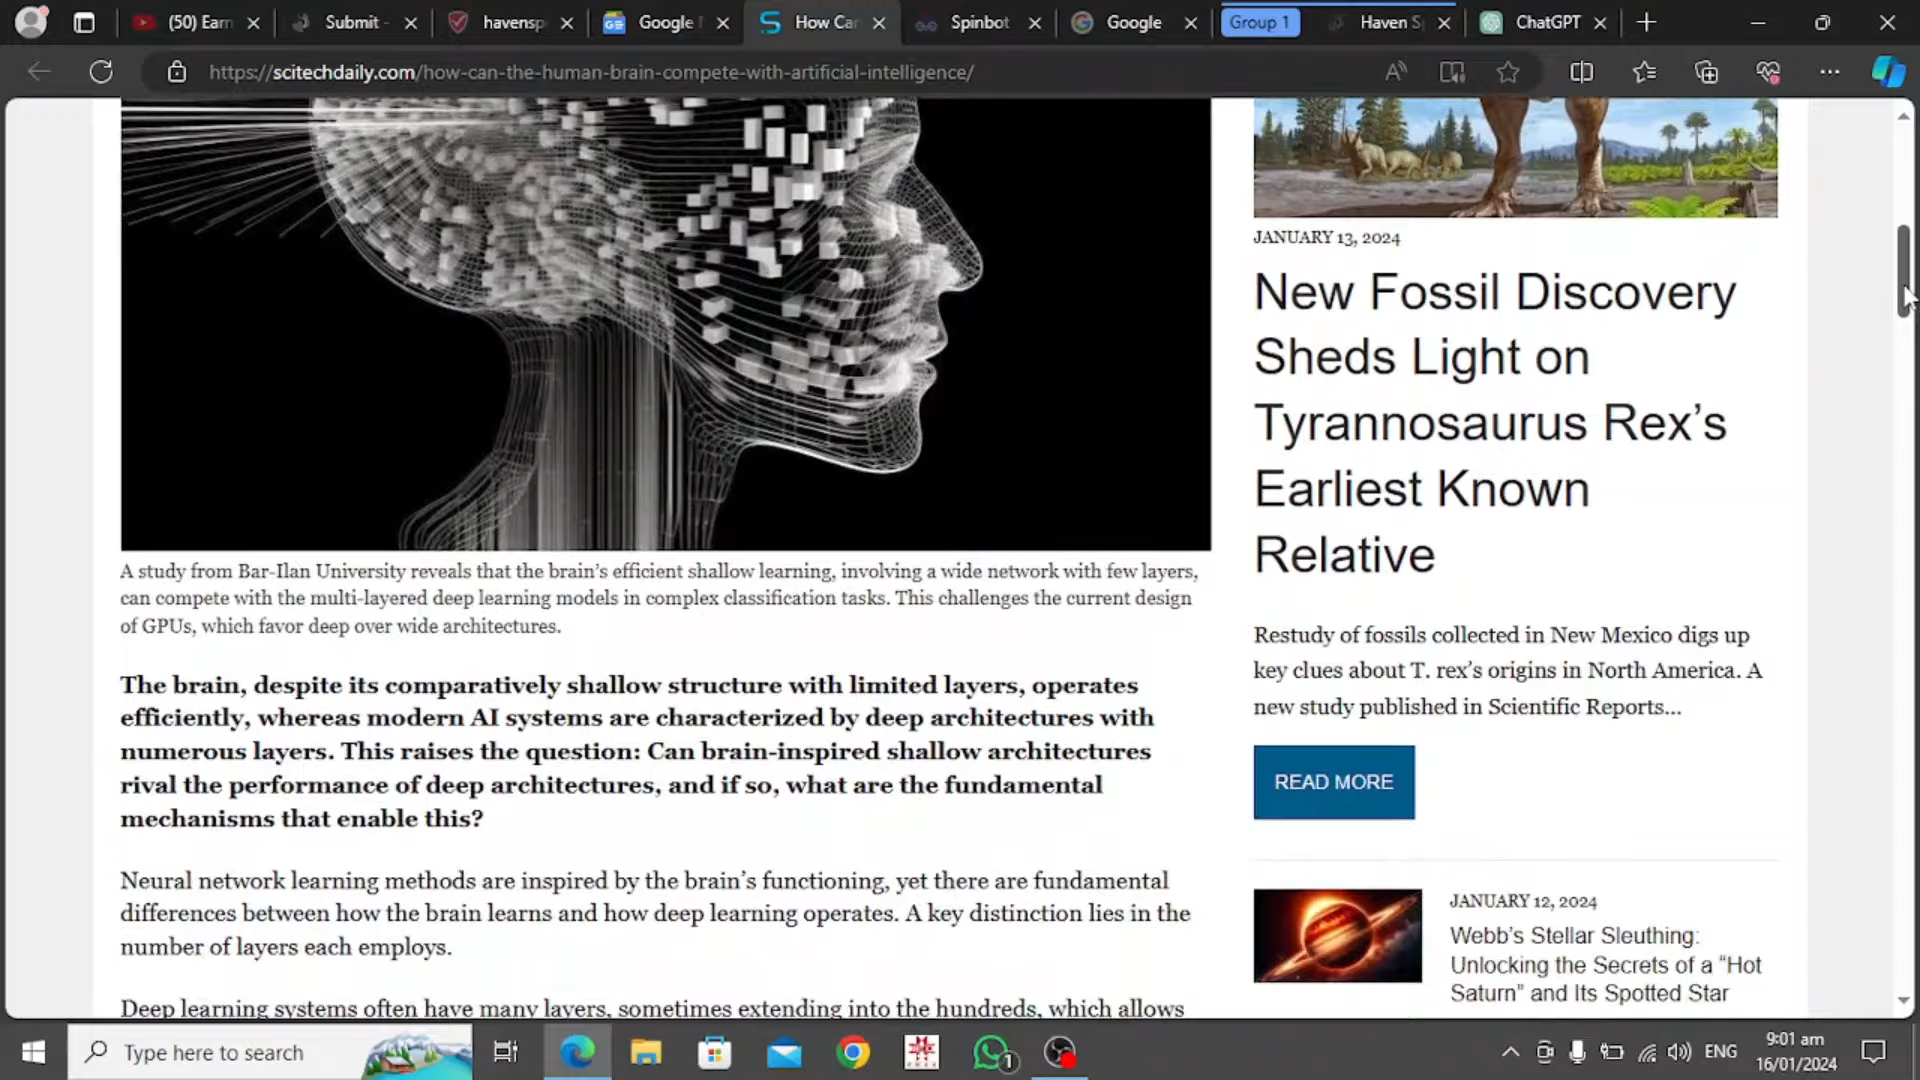 (50) Earn
Submit -
havensp
Google N
How Car
Spinbot
Google
Group 1
Haven S
ChatGPT
https://scitechdaily.com/how-can-the-human-brain-compete-with-artificial-intelligence/
A study from Bar-Ilan University reveals that the brain’s efficient shallow learning, involving a wide network with few layers,
can compete with the multi-layered deep learning models in complex classification tasks. This challenges the current design
of GPUs, which favor deep over wide architectures.
The brain, despite its comparatively shallow structure with limited layers, operates
efficiently, whereas modern AI systems are characterized by deep architectures with
numerous layers. This raises the question: Can brain-inspired shallow architectures
rival the performance of deep architectures, and if so, what are the fundamental
mechanisms that enable this?
Neural network learning methods are inspired by the brain’s functioning, yet there are fundamental
differences between how the brain learns and how deep learning operates. A key distinction lies in the
number of layers each employs.
Deep learning systems often have many layers, sometimes extending into the hundreds, which allows
JANUARY 13, 2024
New Fossil Discovery
Sheds Light on
Tyrannosaurus Rex’s
Earliest Known
Relative
Restudy of fossils collected in New Mexico digs up
key clues about T. rex’s origins in North America. A
new study published in Scientific Reports...
READ MORE
JANUARY 12, 2024
Webb’s Stellar Sleuthing:
Unlocking the Secrets of a “Hot
Saturn” and Its Spotted Star
Type here to search
1
ENG
9:01 am
16/01/2024